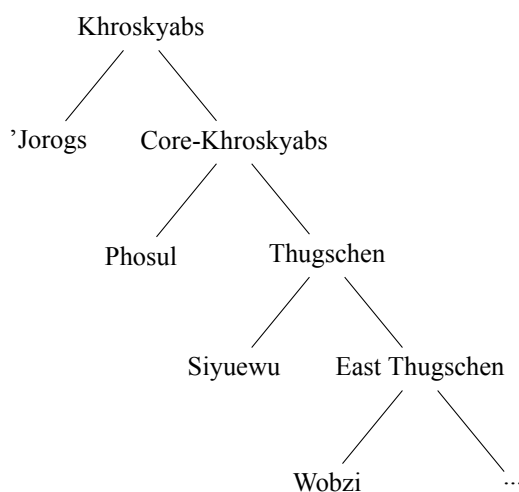 Khroskyabs
’Jorogs Core-Khroskyabs
Phosul Thugschen
Siyuewu East Thugschen
Wobzi ...